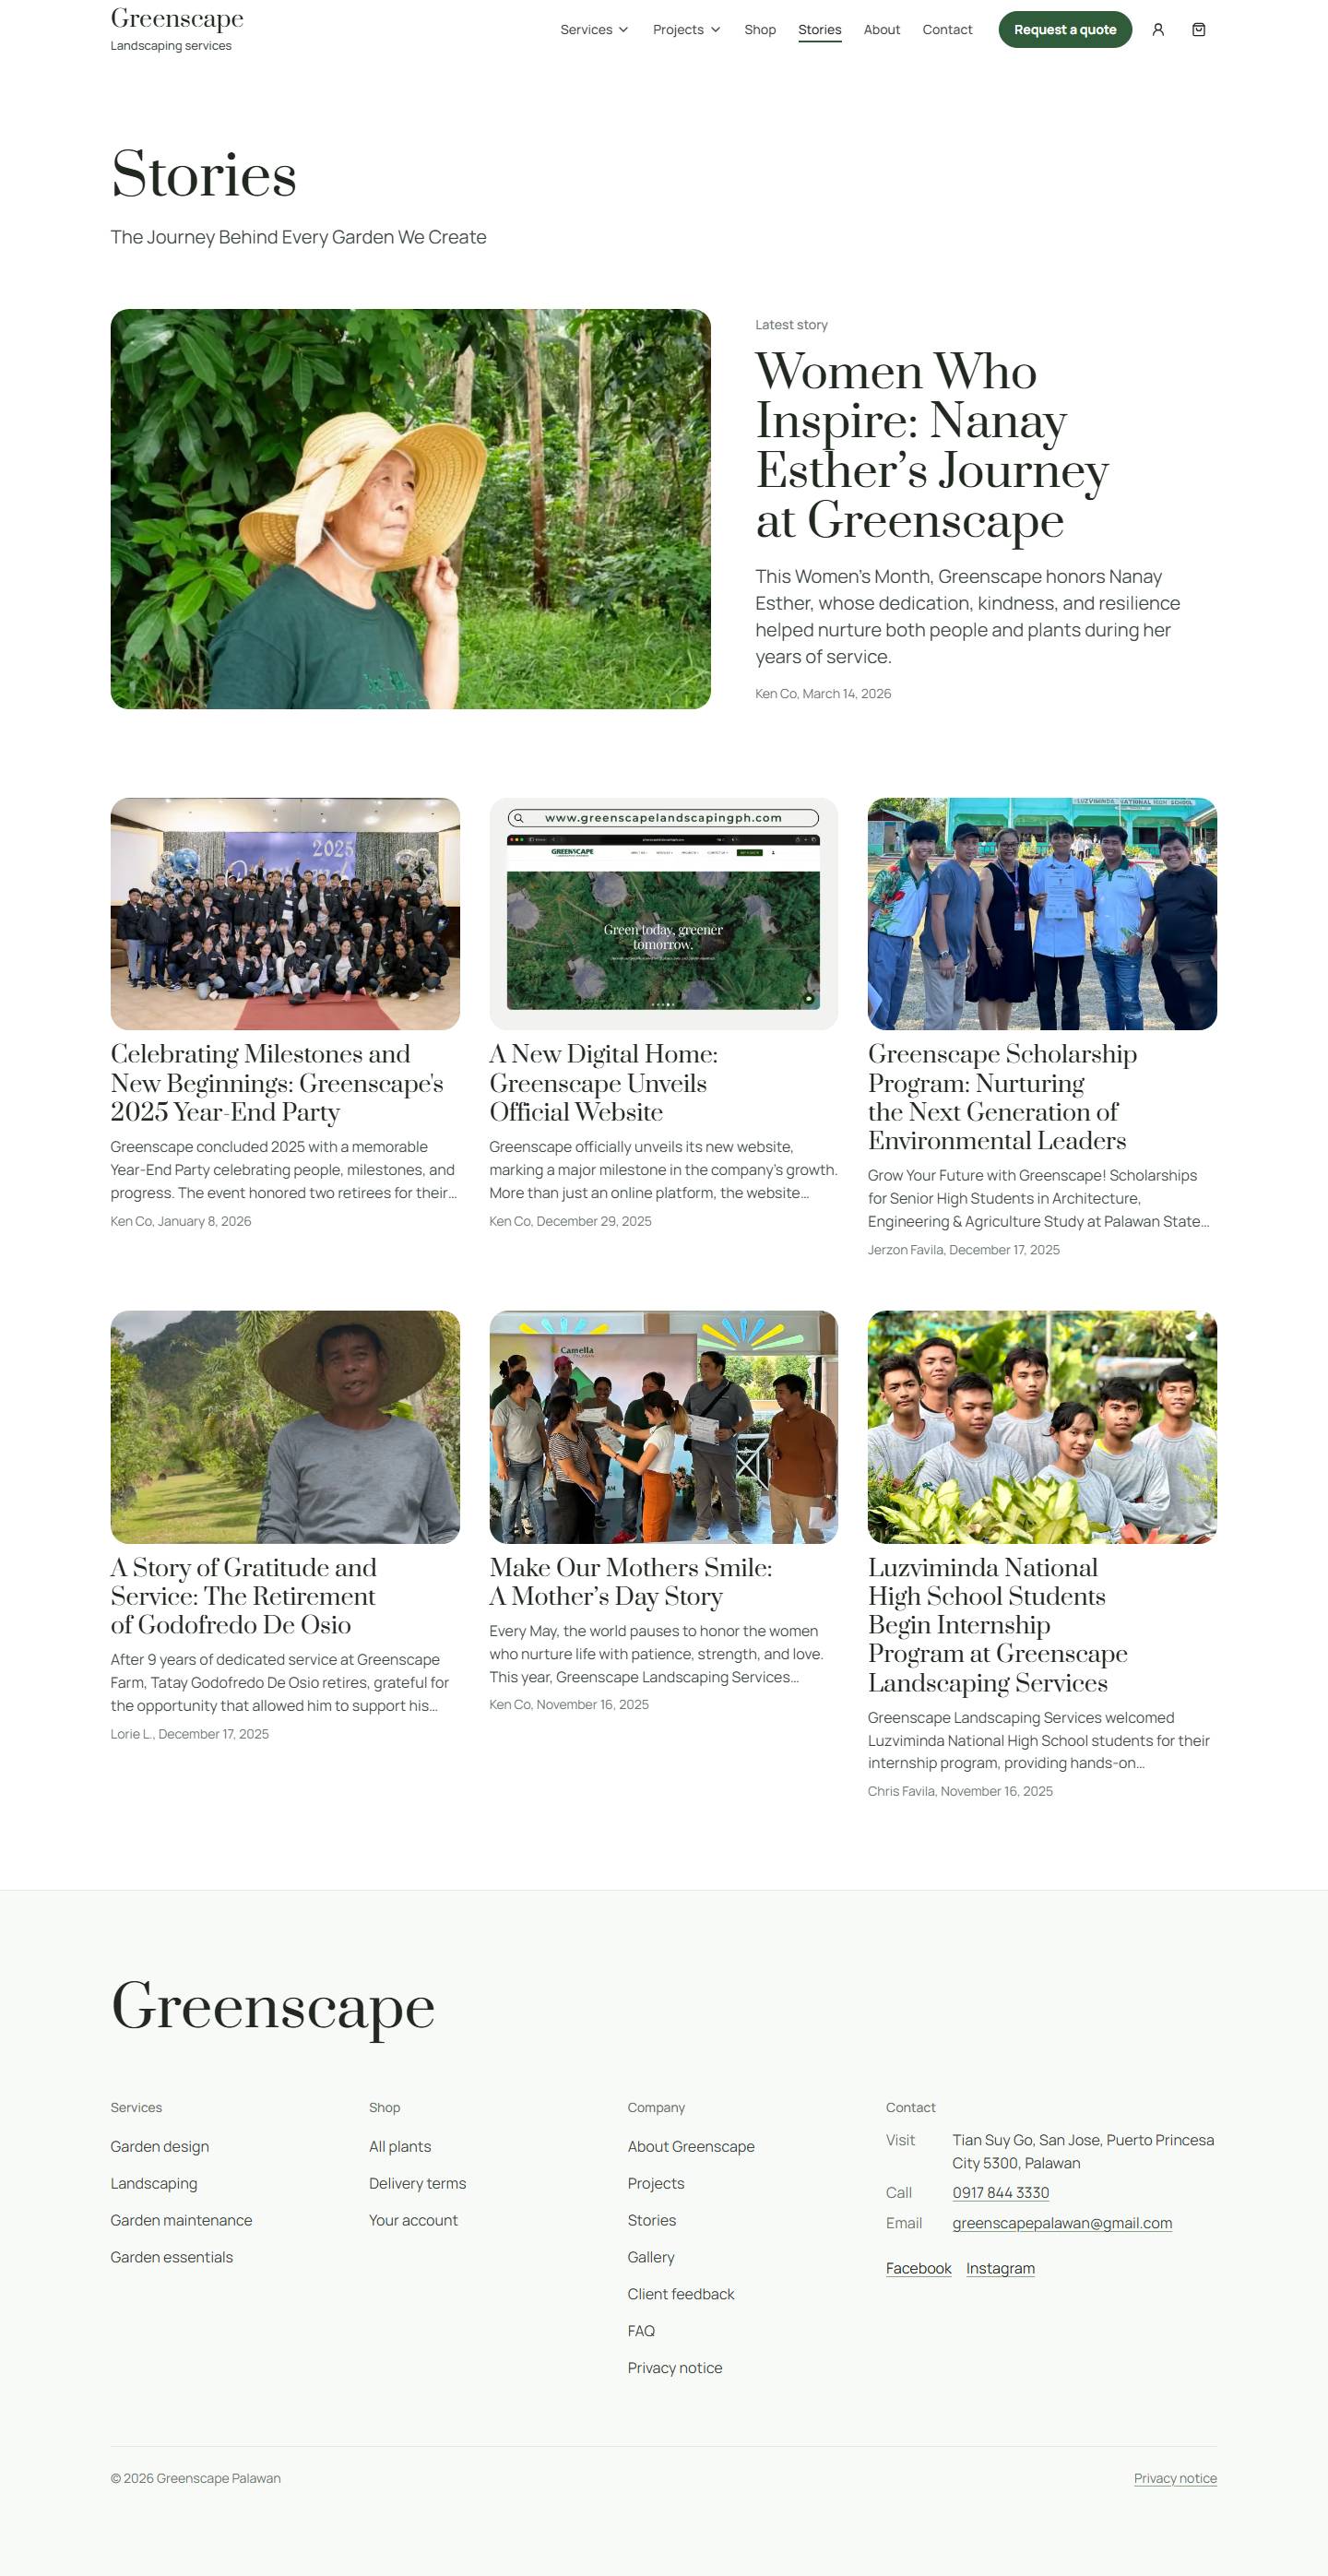 Greenscape
Landscaping services
Services
Projects
Shop
Stories
About
Contact
Request a quote
Stories
The Journey Behind Every Garden We Create
Latest story
Women Who
Inspire: Nanay
Esther’s Journey
at Greenscape
This Women’s Month, Greenscape honors Nanay
Esther, whose dedication, kindness, and resilience
helped nurture both people and plants during her
years of service.
Ken Co, March 14, 2026
2025
www.greenscapelandscapingph.com
GREENSCAPE
Green today, greener
tomorrow.
LUZVIMINDA NATIONAL HIGH SCHOOL
Celebrating Milestones and
New Beginnings: Greenscape's
2025 Year-End Party
Greenscape concluded 2025 with a memorable
Year-End Party celebrating people, milestones, and
progress. The event honored two retirees for their…
Ken Co, January 8, 2026
A New Digital Home:
Greenscape Unveils
Official Website
Greenscape officially unveils its new website,
marking a major milestone in the company’s growth.
More than just an online platform, the website…
Ken Co, December 29, 2025
Greenscape Scholarship
Program: Nurturing
the Next Generation of
Environmental Leaders
Grow Your Future with Greenscape! Scholarships
for Senior High Students in Architecture,
Engineering & Agriculture Study at Palawan State…
Jerzon Favila, December 17, 2025
Camella
A Story of Gratitude and
Service: The Retirement
of Godofredo De Osio
After 9 years of dedicated service at Greenscape
Farm, Tatay Godofredo De Osio retires, grateful for
the opportunity that allowed him to support his…
Lorie L., December 17, 2025
Make Our Mothers Smile:
A Mother’s Day Story
Every May, the world pauses to honor the women
who nurture life with patience, strength, and love.
This year, Greenscape Landscaping Services…
Ken Co, November 16, 2025
Luzviminda National
High School Students
Begin Internship
Program at Greenscape
Landscaping Services
Greenscape Landscaping Services welcomed
Luzviminda National High School students for their
internship program, providing hands-on…
Chris Favila, November 16, 2025
Greenscape
Services
Garden design
Landscaping
Garden maintenance
Garden essentials
Shop
All plants
Delivery terms
Your account
Company
About Greenscape
Projects
Stories
Gallery
Client feedback
FAQ
Privacy notice
Contact
Visit
Tian Suy Go, San Jose, Puerto Princesa
City 5300, Palawan
Call
0917 844 3330
Email
greenscapepalawan@gmail.com
Facebook
Instagram
© 2026 Greenscape Palawan
Privacy notice